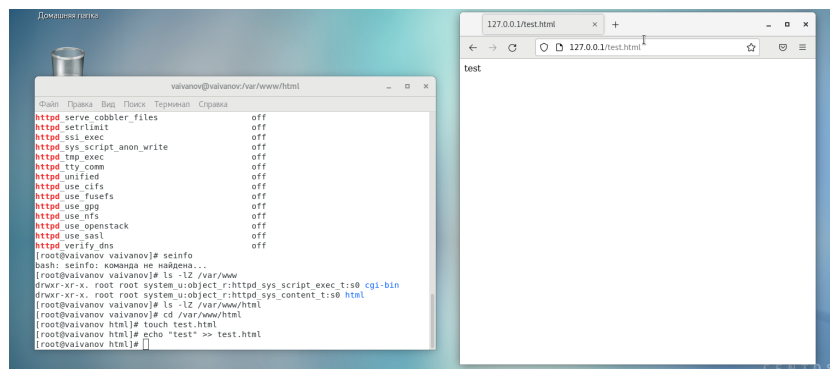 Домашняя папка
vaivanov@vaivanov:/var/www/html
Файл Правка Вид Поиск Терминал Справка
httpd_serve_cobbler_files off
httpd_setrlimit off
httpd_ssi_exec off
httpd_sys_script_anon_write off
httpd_tmp_exec off
httpd_tty_comm off
httpd_unified off
httpd_use_cifs off
httpd_use_fusefs off
httpd_use_gpg off
httpd_use_nfs off
httpd_use_openstack off
httpd_use_sasl off
httpd_verify_dns off
[root@vaivanov vaivanov]# seinfo
bash: seinfo: команда не найдена...
[root@vaivanov vaivanov]# ls -lZ /var/www
drwxr-xr-x. root root system_u:object_r:httpd_sys_script_exec_t:s0 cgi-bin
drwxr-xr-x. root root system_u:object_r:httpd_sys_content_t:s0 html
[root@vaivanov vaivanov]# ls -lZ /var/www/html
[root@vaivanov vaivanov]# cd /var/www/html
[root@vaivanov html]# touch test.html
[root@vaivanov html]# echo "test" >> test.html
[root@vaivanov html]#
127.0.0.1/test.html
127.0.0.1/test.html
test